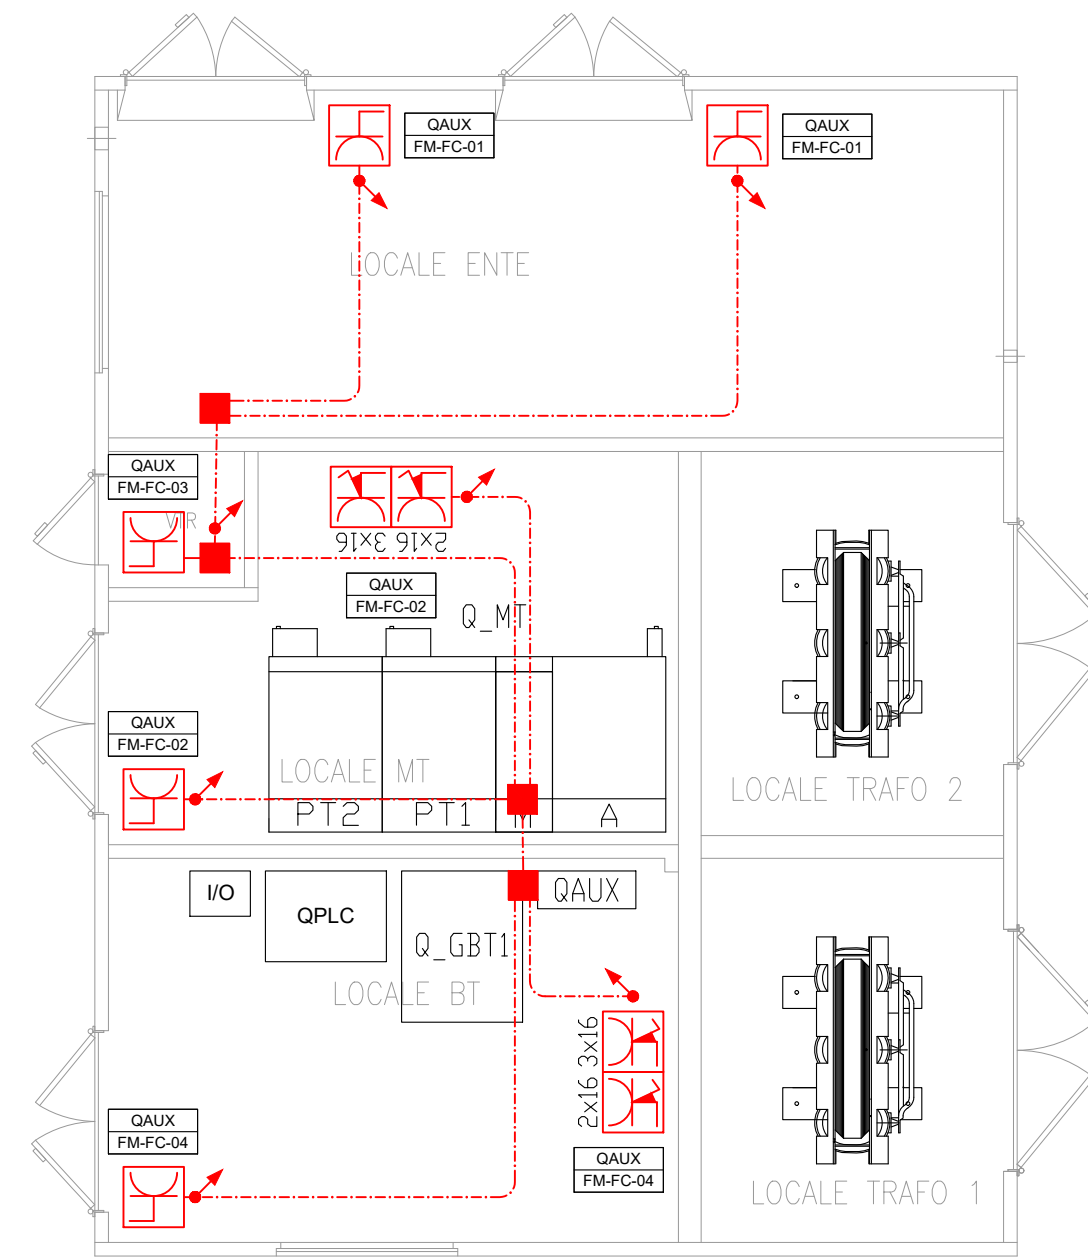 QAUX
FM-FC-01
QAUX
FM-FC-01
LOCALE ENTE
QAUX
FM-FC-03
VIR
3x16 2x16
QAUX
FM-FC-02
Q_MT
QAUX
FM-FC-02
LOCALE MT
PT2 PT1 M A
LOCALE TRAFO 2
I/O
QPLC
Q_GBT1
QAUX
LOCALE BT
2x16 3x16
QAUX
FM-FC-04
QAUX
FM-FC-04
LOCALE TRAFO 1